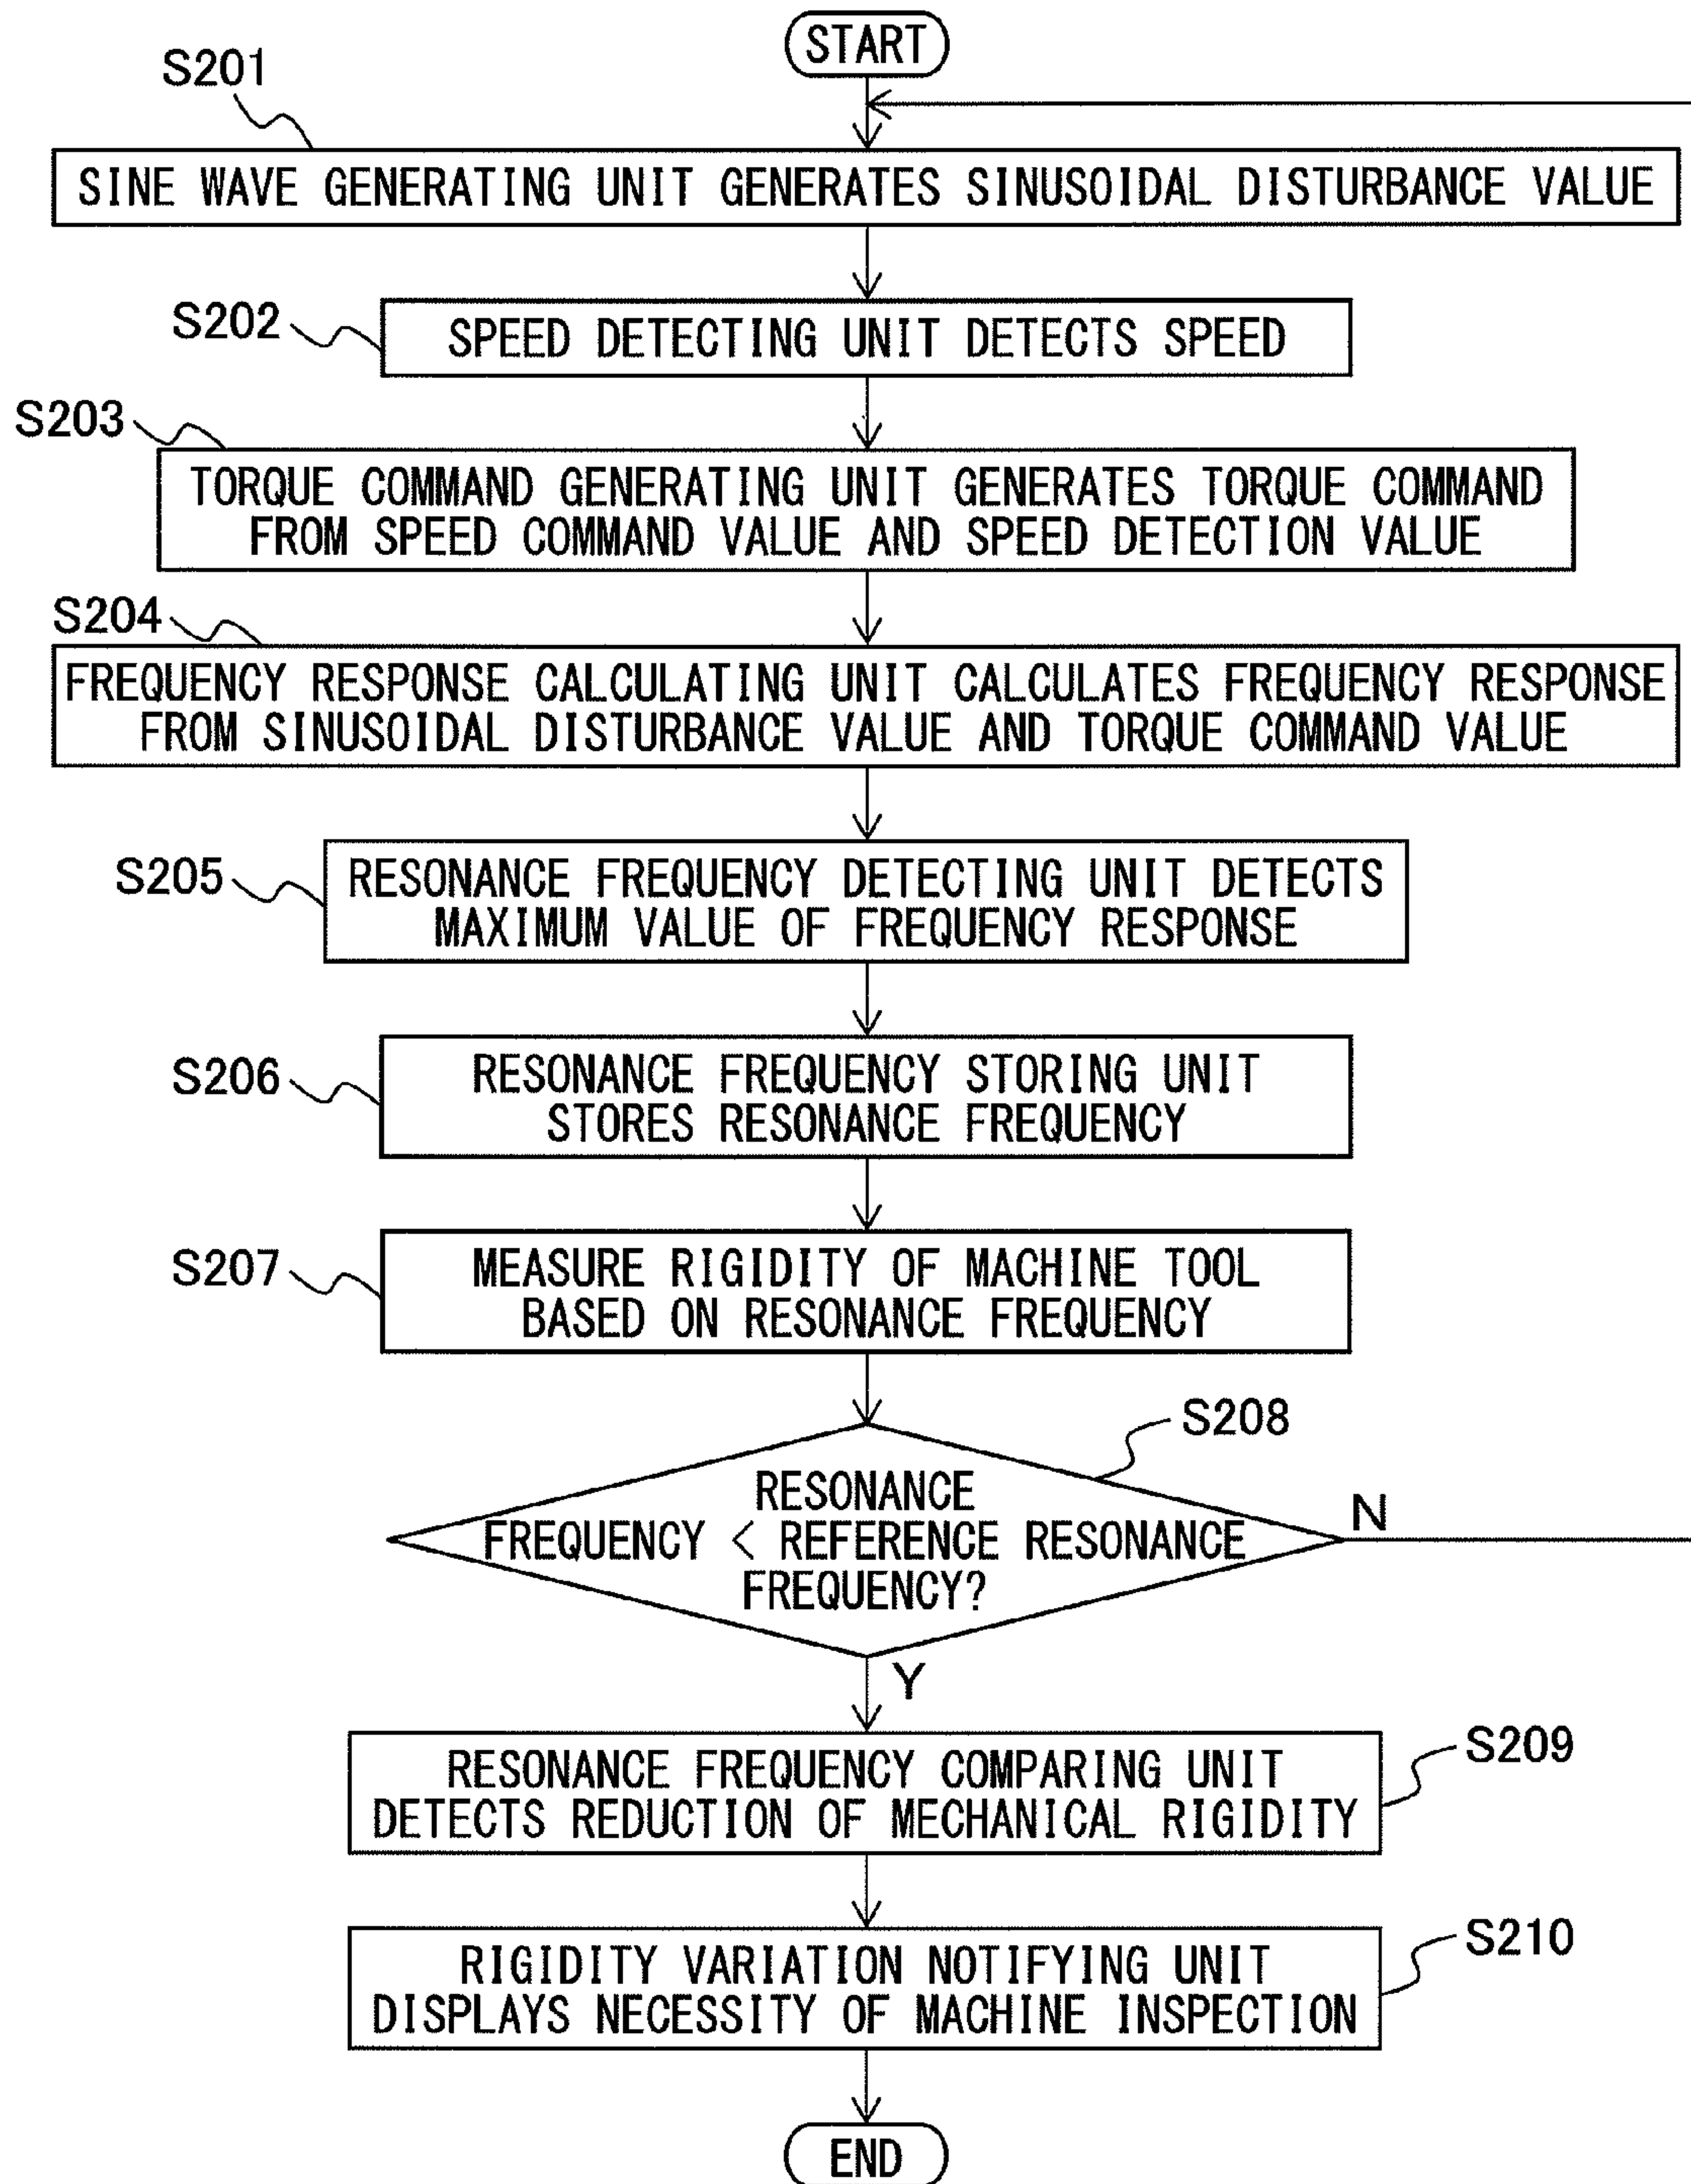 START
S201
SINE WAVE GENERATING UNIT GENERATES SINUSOIDAL DISTURBANCE VALUE
S202
SPEED DETECTING UNIT DETECTS SPEED
S203
TORQUE COMMAND GENERATING UNIT GENERATES TORQUE COMMAND
FROM SPEED COMMAND VALUE AND SPEED DETECTION VALUE
S204
FREQUENCY RESPONSE CALCULATING UNIT CALCULATES FREQUENCY RESPONSE
FROM SINUSOIDAL DISTURBANCE VALUE AND TORQUE COMMAND VALUE
S205
RESONANCE FREQUENCY DETECTING UNIT DETECTS
MAXIMUM VALUE OF FREQUENCY RESPONSE
S206
RESONANCE FREQUENCY STORING UNIT
STORES RESONANCE FREQUENCY
S207
MEASURE RIGIDITY OF MACHINE TOOL
BASED ON RESONANCE FREQUENCY
S208
RESONANCE
FREQUENCY < REFERENCE RESONANCE
FREQUENCY?
N
Y
S209
RESONANCE FREQUENCY COMPARING UNIT
DETECTS REDUCTION OF MECHANICAL RIGIDITY
S210
RIGIDITY VARIATION NOTIFYING UNIT
DISPLAYS NECESSITY OF MACHINE INSPECTION
END